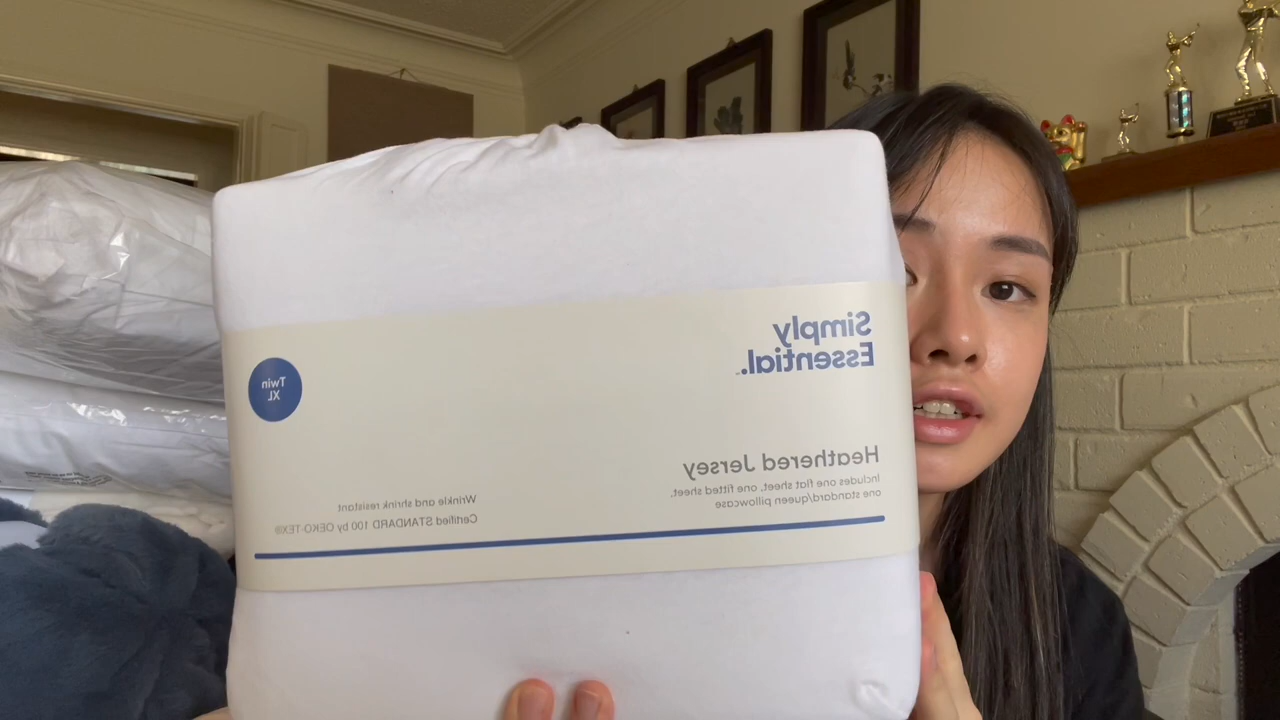 Simply
Essential.™
Twin
XL
Heathered Jersey
Includes one flat sheet, one fitted sheet,
one standard/queen pillowcase
Wrinkle and shrink resistant
Certified STANDARD 100 by OEKO-TEX®